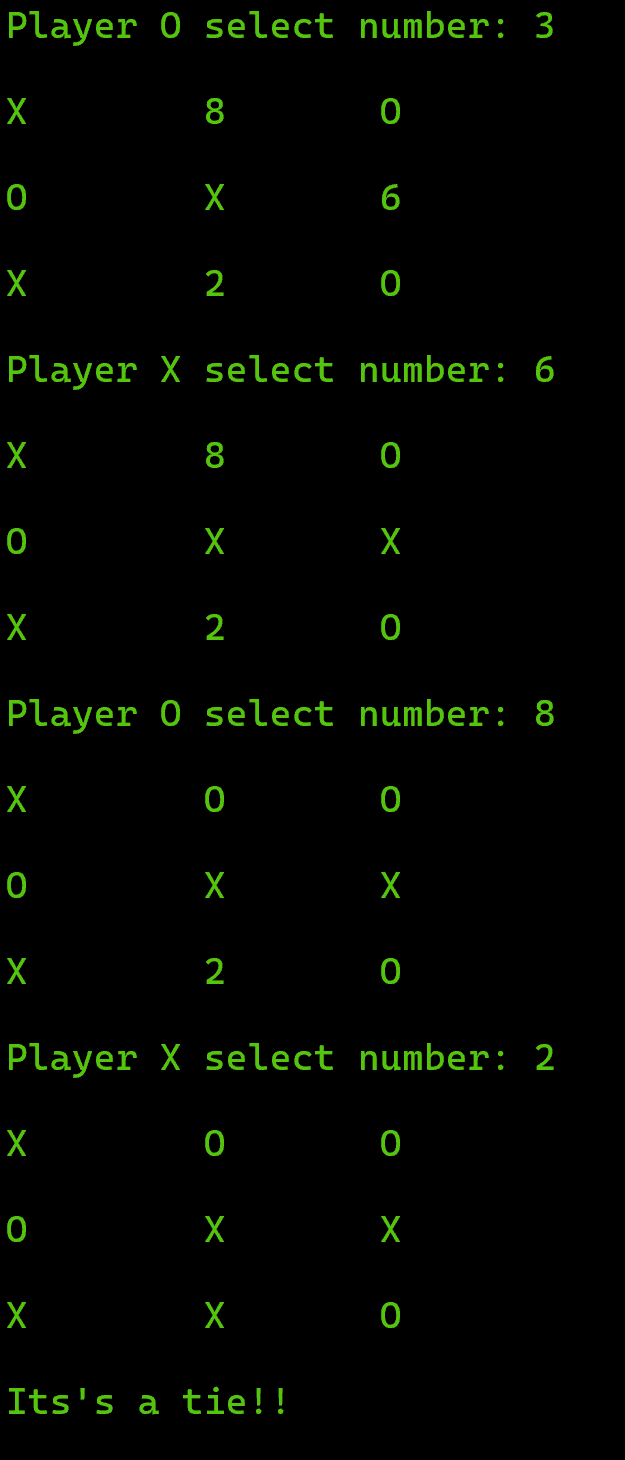 Player O select number: 3
X 8 O
O X 6
X 2 O
Player X select number: 6
X 8 O
O X X
X 2 O
Player O select number: 8
X O O
O X X
X 2 O
Player X select number: 2
X O O
O X X
X X O
Its's a tie!!